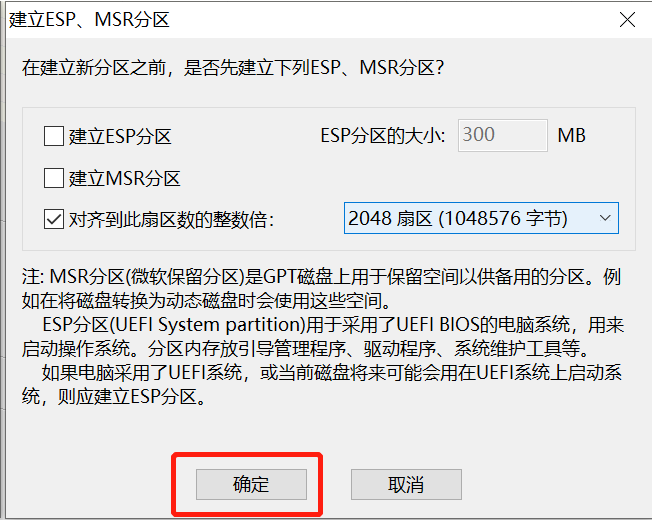 建立ESP、MSR分区
在建立新分区之前，是否先建立下列ESP、MSR分区？
建立ESP分区 ESP分区的大小: 300 MB
建立MSR分区
对齐到此扇区数的整数倍: 2048 扇区 (1048576 字节)
注: MSR分区(微软保留分区)是GPT磁盘上用于保留空间以供备用的分区。例
如在将磁盘转换为动态磁盘时会使用这些空间。
ESP分区(UEFI System partition)用于采用了UEFI BIOS的电脑系统，用来
启动操作系统。分区内存放引导管理程序、驱动程序、系统维护工具等。
如果电脑采用了UEFI系统，或当前磁盘将来可能会用在UEFI系统上启动系
统，则应建立ESP分区。
确定 取消